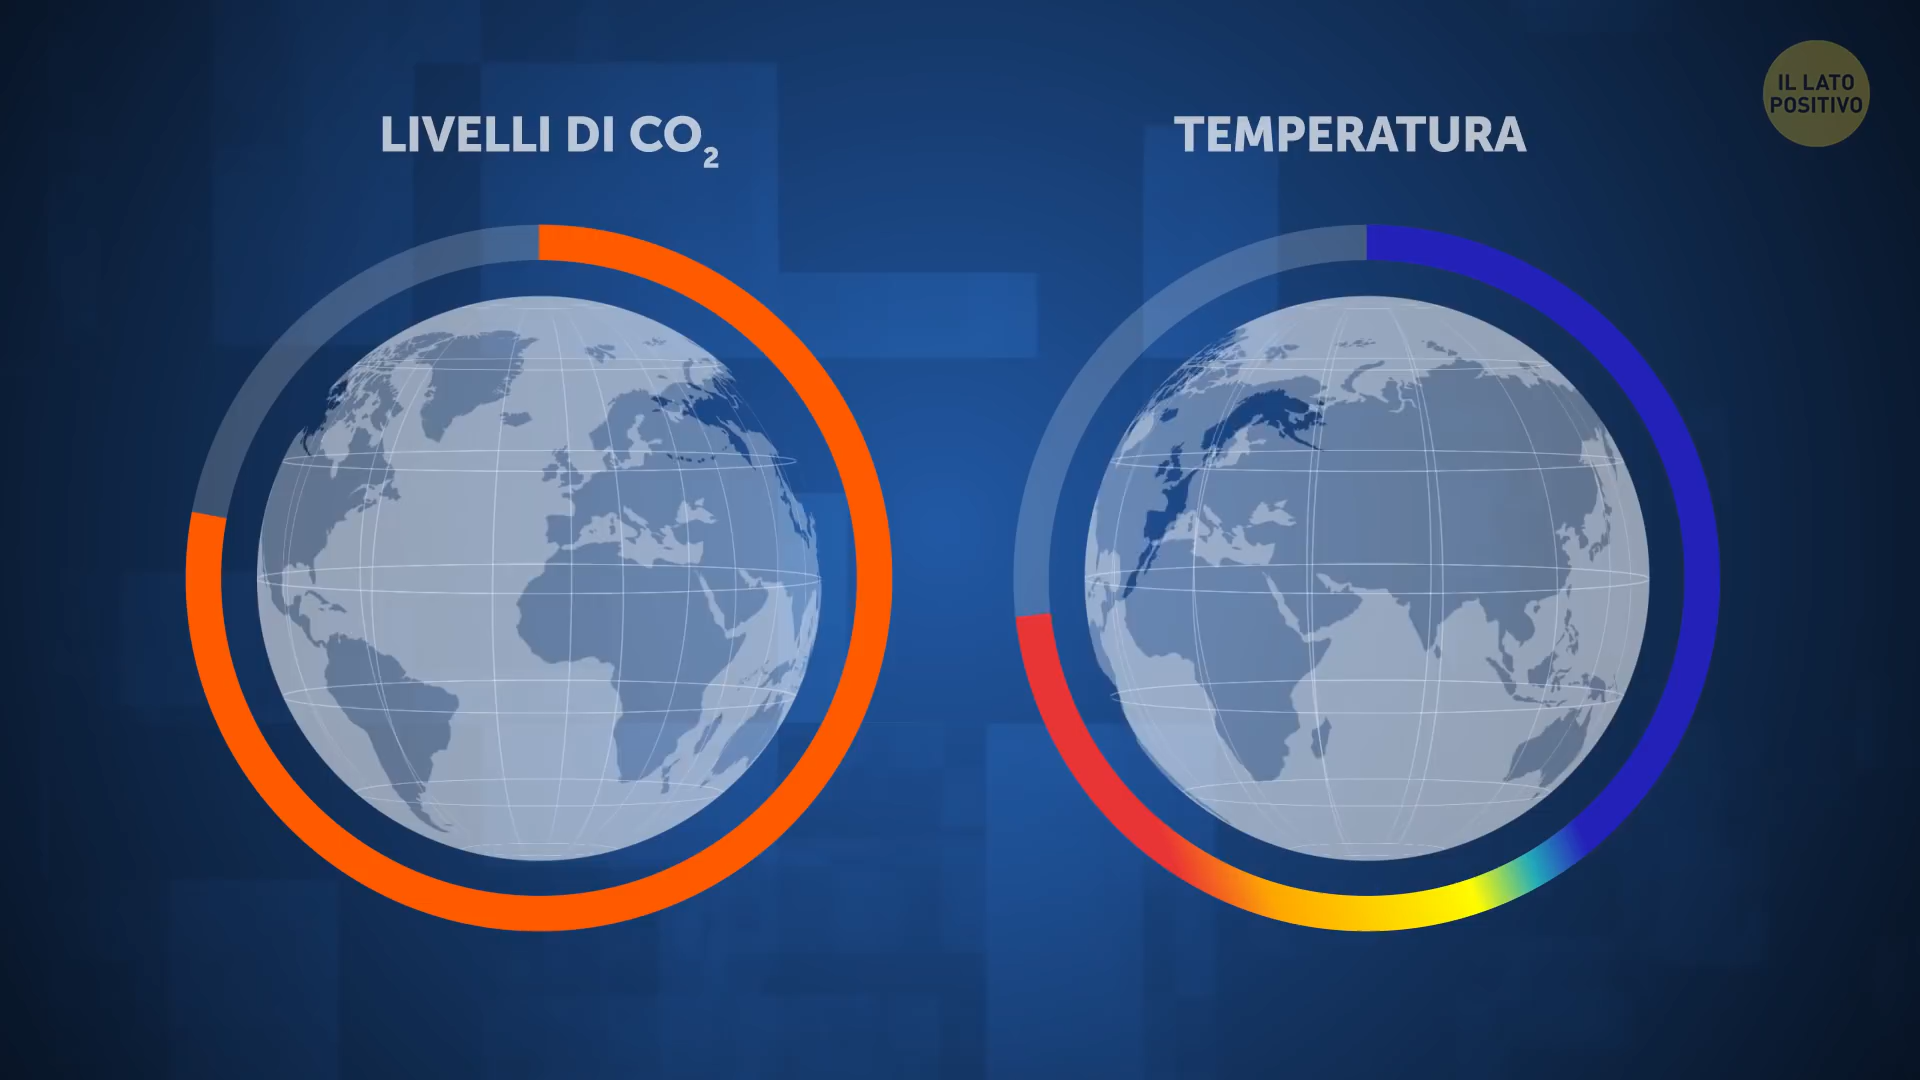 LIVELLI DI CO₂
TEMPERATURA
IL LATO
POSITIVO